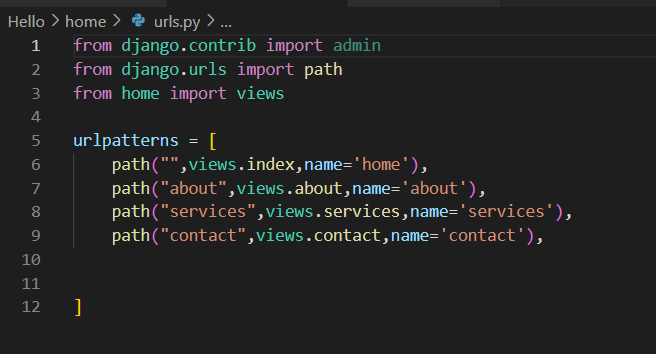 Hello > home > urls.py > ...
1 from django.contrib import admin
2 from django.urls import path
3 from home import views
4
5 urlpatterns = [
6     path("",views.index,name='home'),
7     path("about",views.about,name='about'),
8     path("services",views.services,name='services'),
9     path("contact",views.contact,name='contact'),
10
11
12 ]